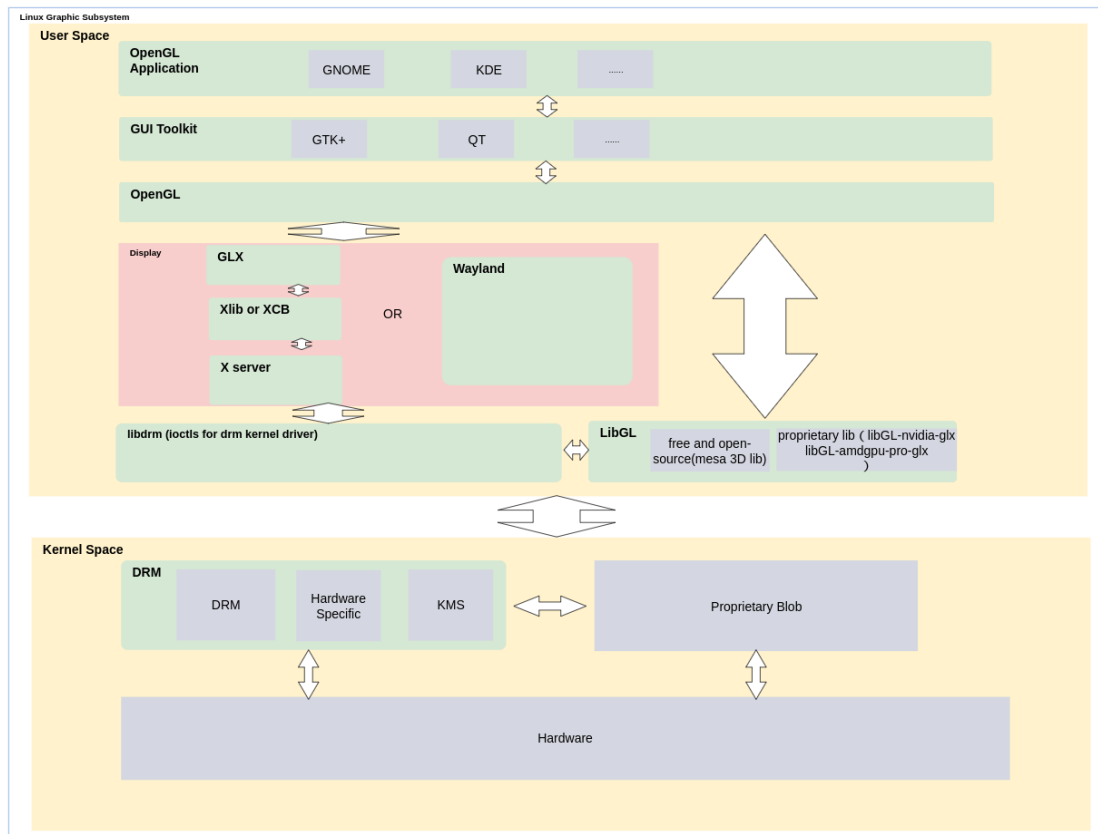 Linux Graphic Subsystem
User Space
OpenGL
Application
GNOME
KDE
......
GUI Toolkit
GTK+
QT
......
OpenGL
Display
GLX
Xlib or XCB
X server
OR
Wayland
libdrm (ioctls for drm kernel driver)
LibGL
free and open-
source(mesa 3D lib)
proprietary lib（libGL-nvidia-glx
libGL-amdgpu-pro-glx
）
Kernel Space
DRM
DRM
Hardware
Specific
KMS
Proprietary Blob
Hardware